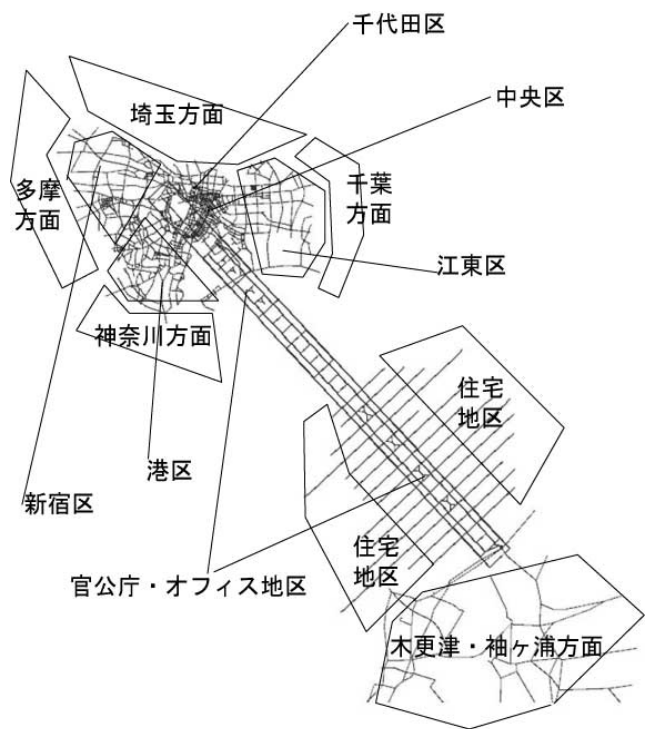 千代田区
中央区
埼玉方面
多摩
方面
千葉
方面
江東区
神奈川方面
住宅
地区
港区
新宿区
住宅
地区
官公庁・オフィス地区
木更津・袖ヶ浦方面